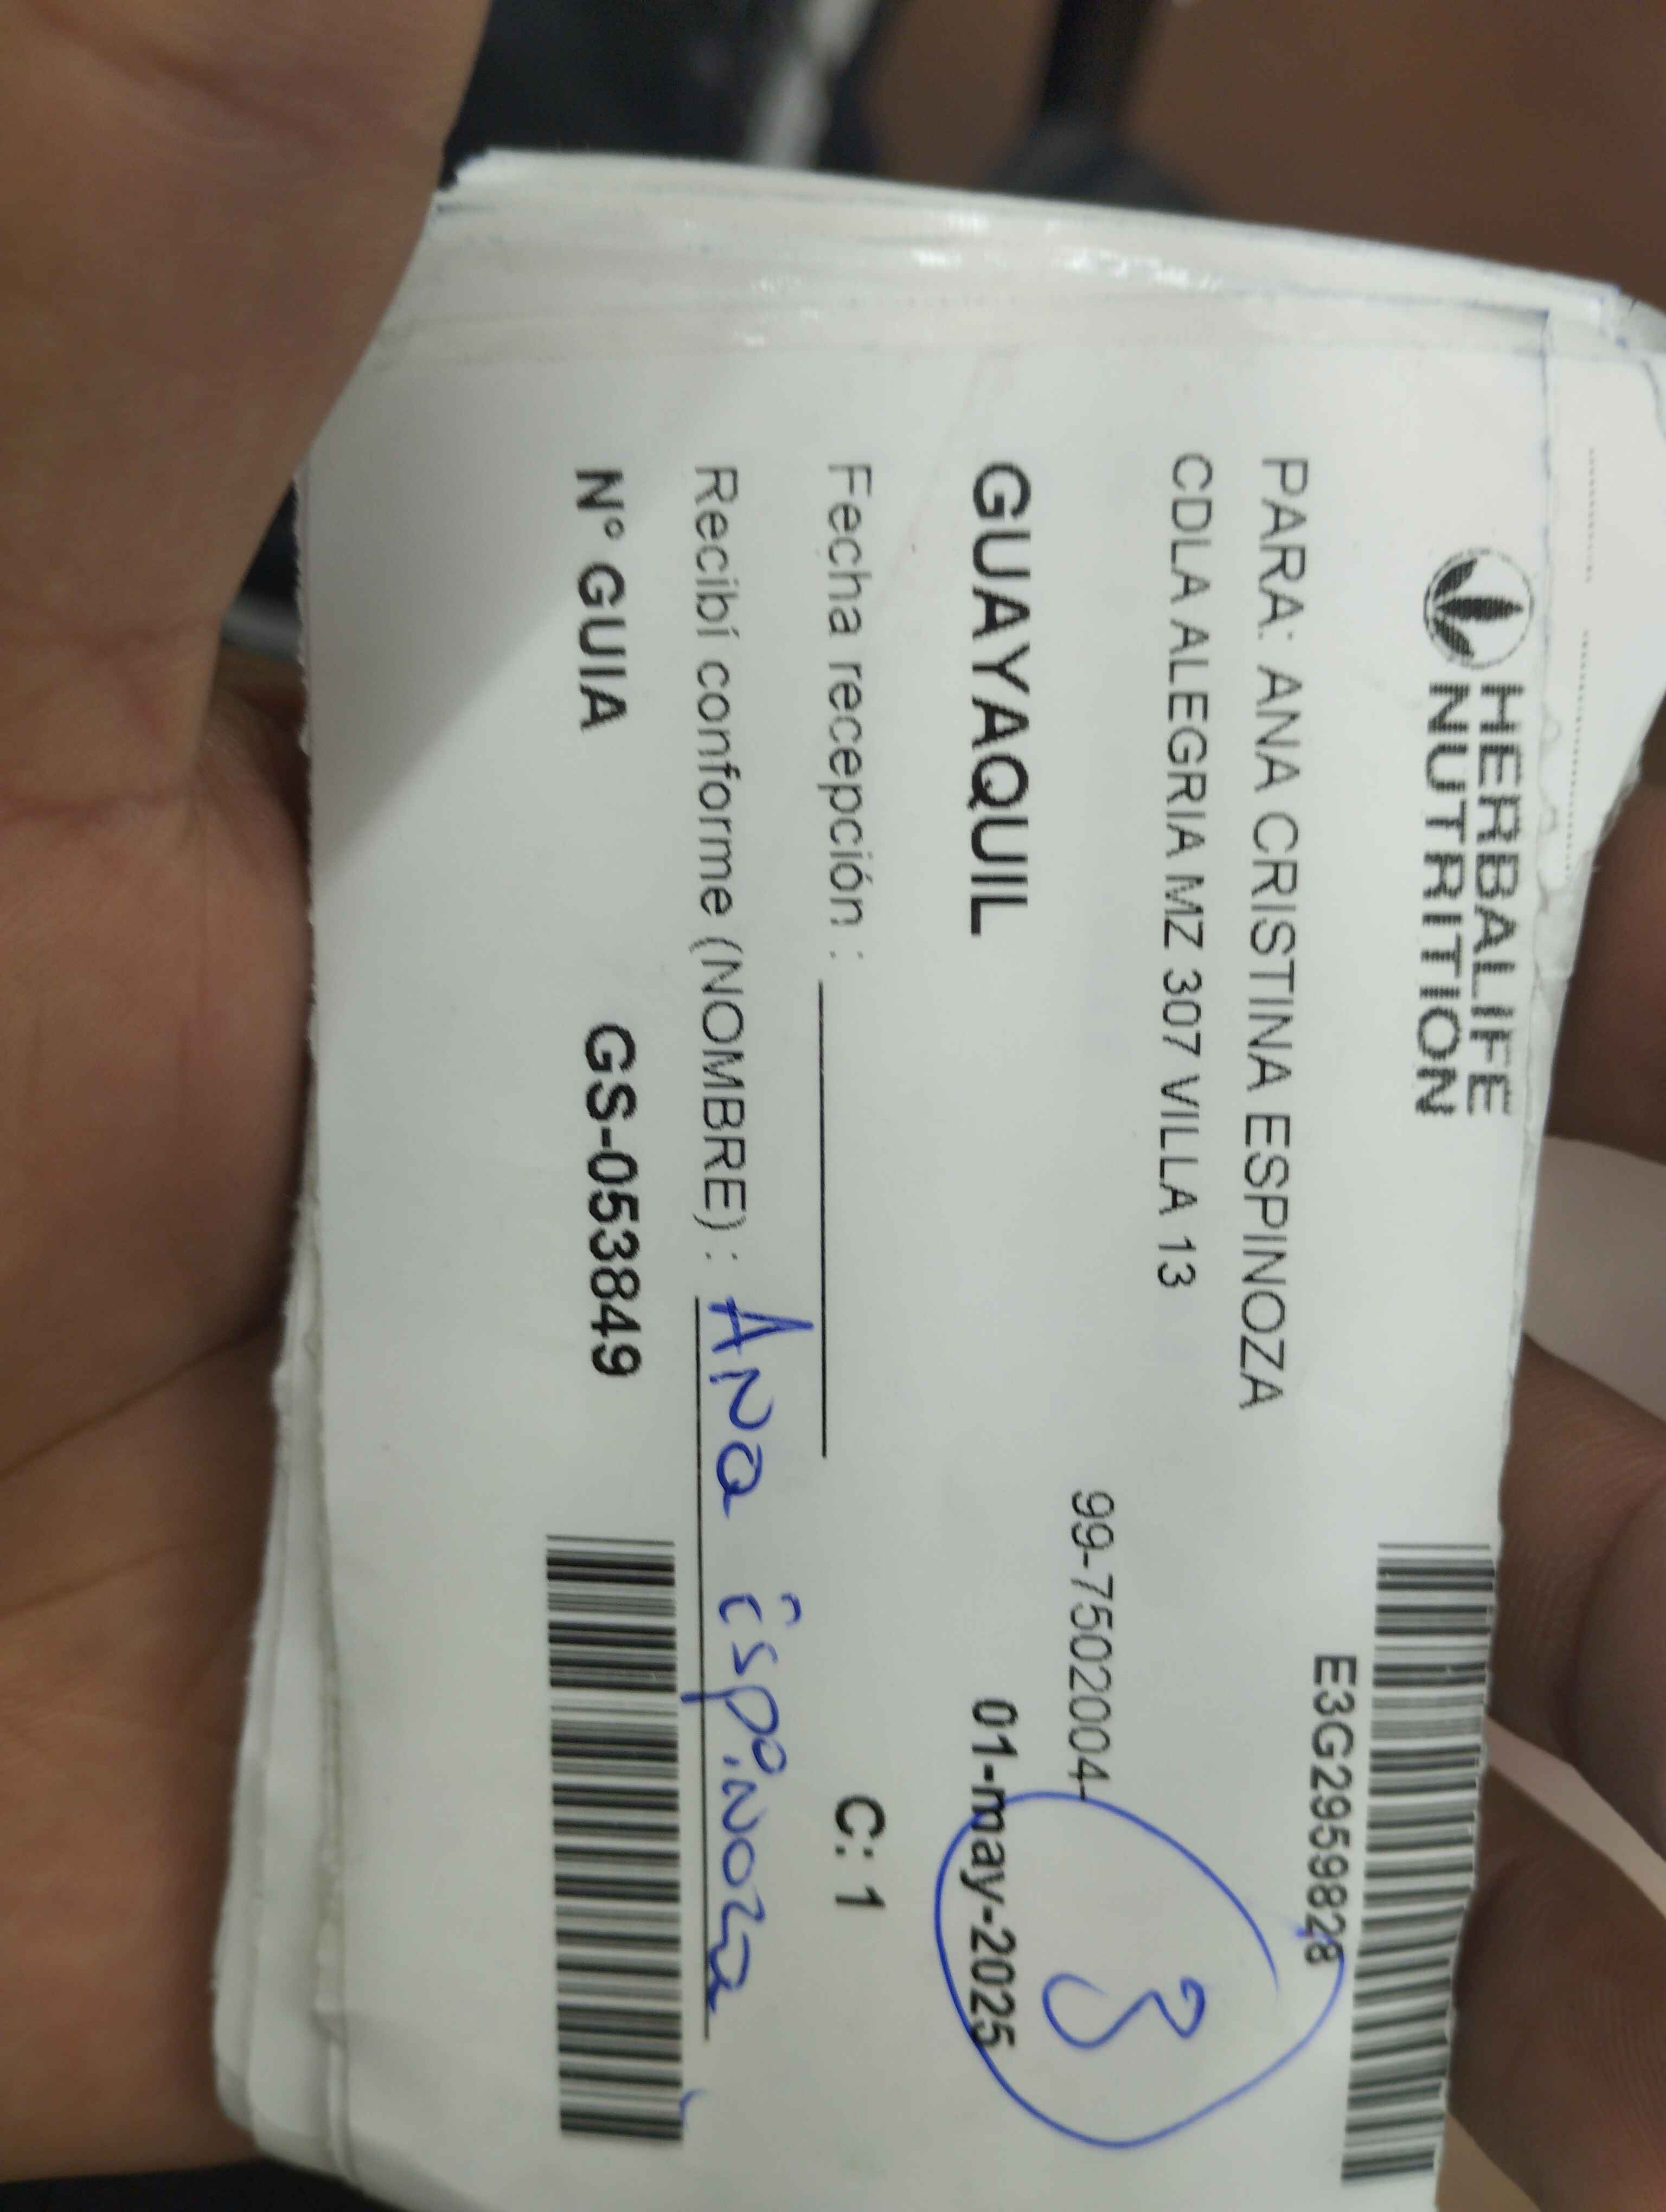 HERBALIFE
NUTRITION
E3G2959828
PARA: ANA CRISTINA ESPINOZA
CDLA ALEGRIA MZ 307 VILLA 13
99-7502004-
3
GUAYAQUIL
01-may-2025
Fecha recepción :
C: 1
Recibí conforme (NOMBRE) : Ana Espinoza
N° GUIA GS-053849